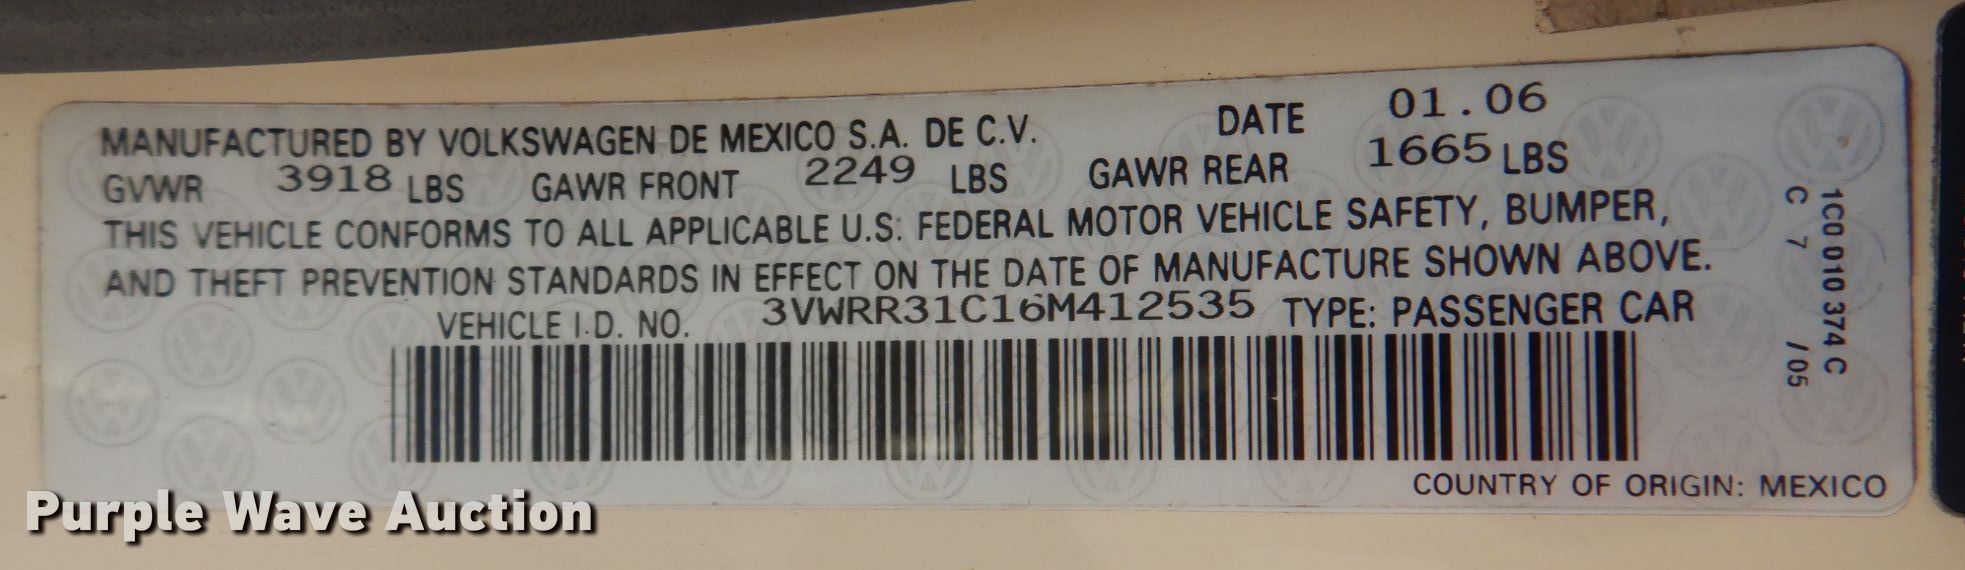 MANUFACTURED BY VOLKSWAGEN DE MEXICO S.A. DE C.V. DATE 01.06
GVWR 3918 LBS GAWR FRONT 2249 LBS GAWR REAR 1665 LBS
THIS VEHICLE CONFORMS TO ALL APPLICABLE U.S. FEDERAL MOTOR VEHICLE SAFETY, BUMPER,
AND THEFT PREVENTION STANDARDS IN EFFECT ON THE DATE OF MANUFACTURE SHOWN ABOVE.
VEHICLE I.D. NO. 3VWRR31C16M412535 TYPE: PASSENGER CAR
COUNTRY OF ORIGIN: MEXICO
1C0 010 374 C
C 7 /05
Purple Wave Auction